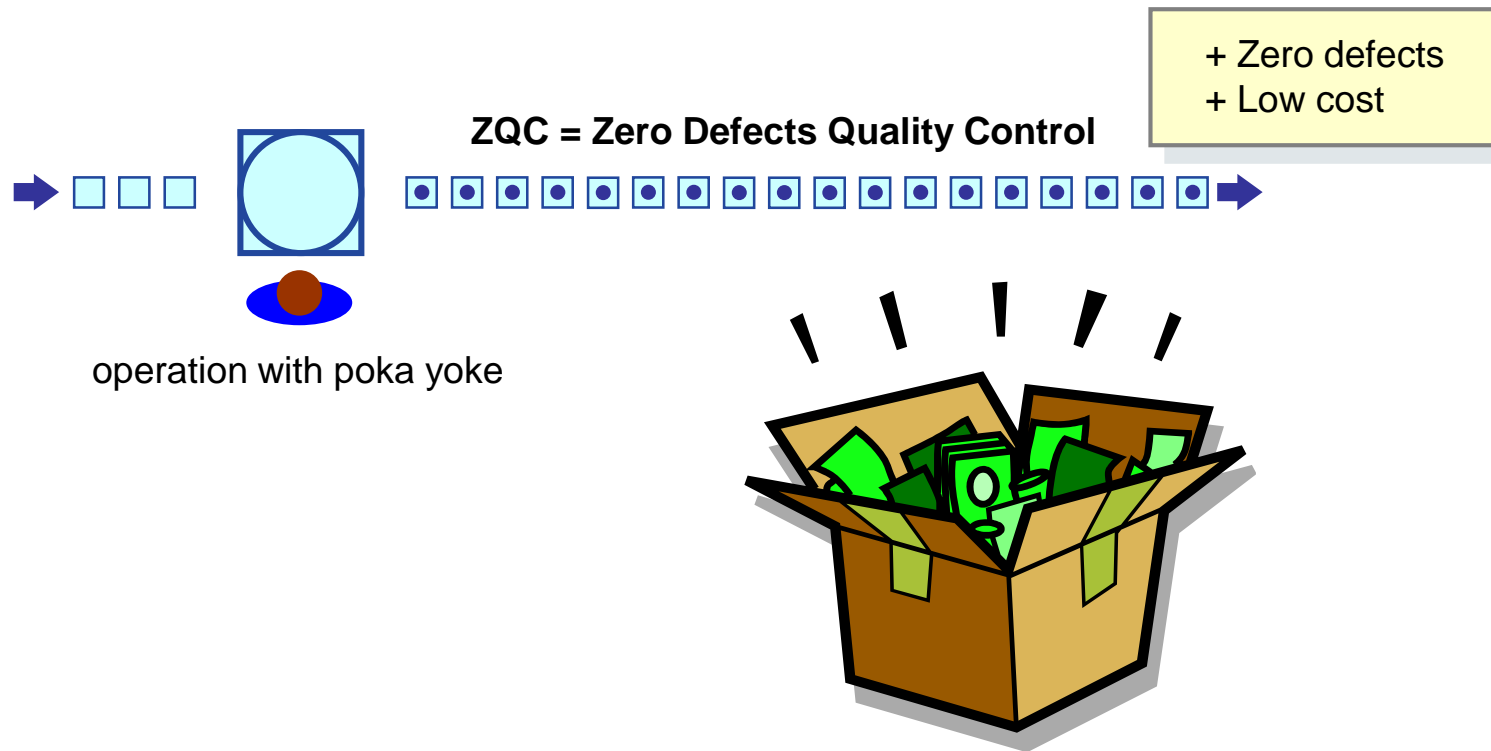 + Zero defects
+ Low cost
ZQC = Zero Defects Quality Control
operation with poka yoke